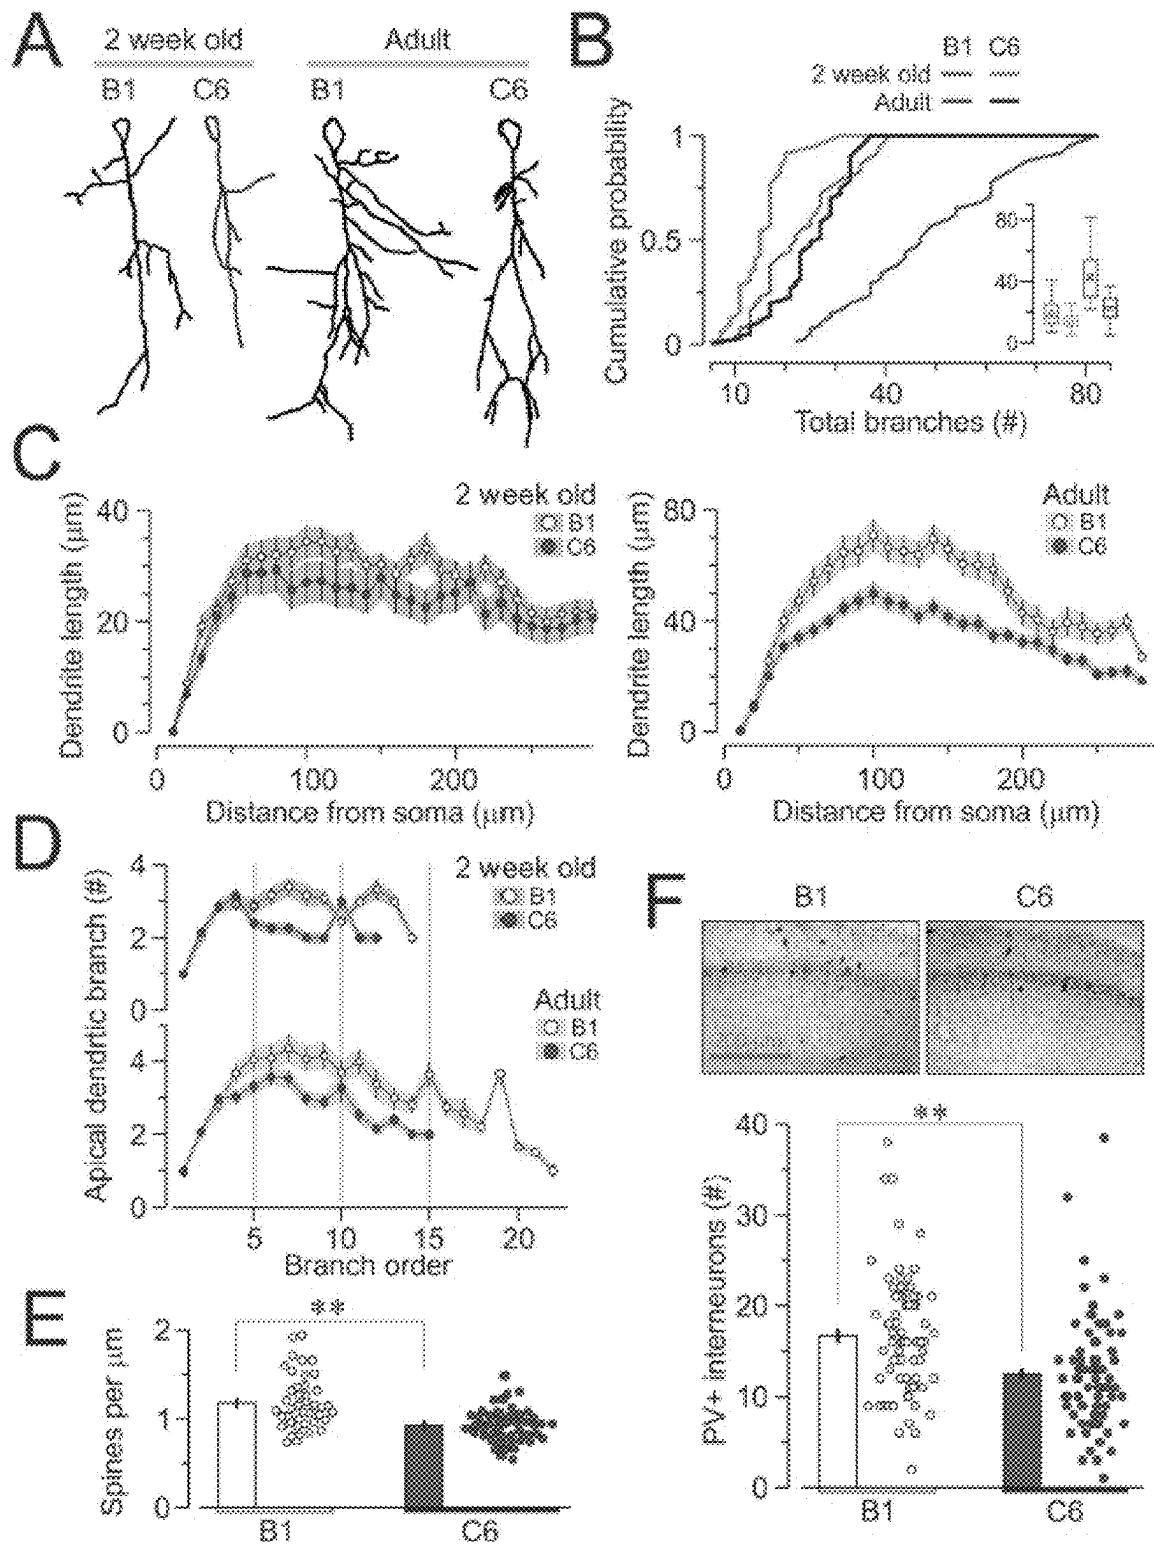 A
2 week old
Adult
B1 C6 B1 C6
B
B1 C6
2 week old
Adult
Cumulative probability
1
0.5
0
80
40
0
10 40 80
Total branches (#)
C
2 week old
B1
C6
Dendrite length (μm)
40
20
0
0 100 200
Distance from soma (μm)
Adult
B1
C6
Dendrite length (μm)
80
40
0
0 100 200
Distance from soma (μm)
D
2 week old
B1
C6
Adult
B1
C6
Apical dendrtic branch (#)
4
2
0
4
2
0
5 10 15 20
Branch order
E
**
Spines per μm
2
1
0
B1 C6
F
B1 C6
**
PV+ interneurons (#)
40
30
20
10
0
B1 C6